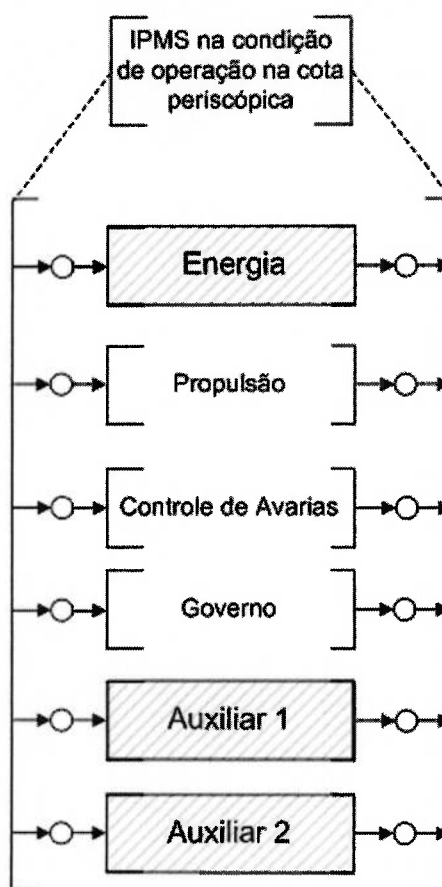 IPMS na condição
de operação na cota
periscópica
Energia
Propulsão
Controle de Avarias
Governo
Auxiliar 1
Auxiliar 2